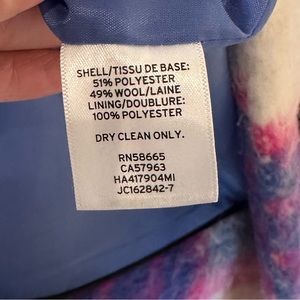 SHELL/TISSU DE BASE:
51% POLYESTER
49% WOOL/LAINE
LINING/DOUBLURE:
100% POLYESTER
DRY CLEAN ONLY.
RN58665
CA57963
HA417904MI
JC162842-7